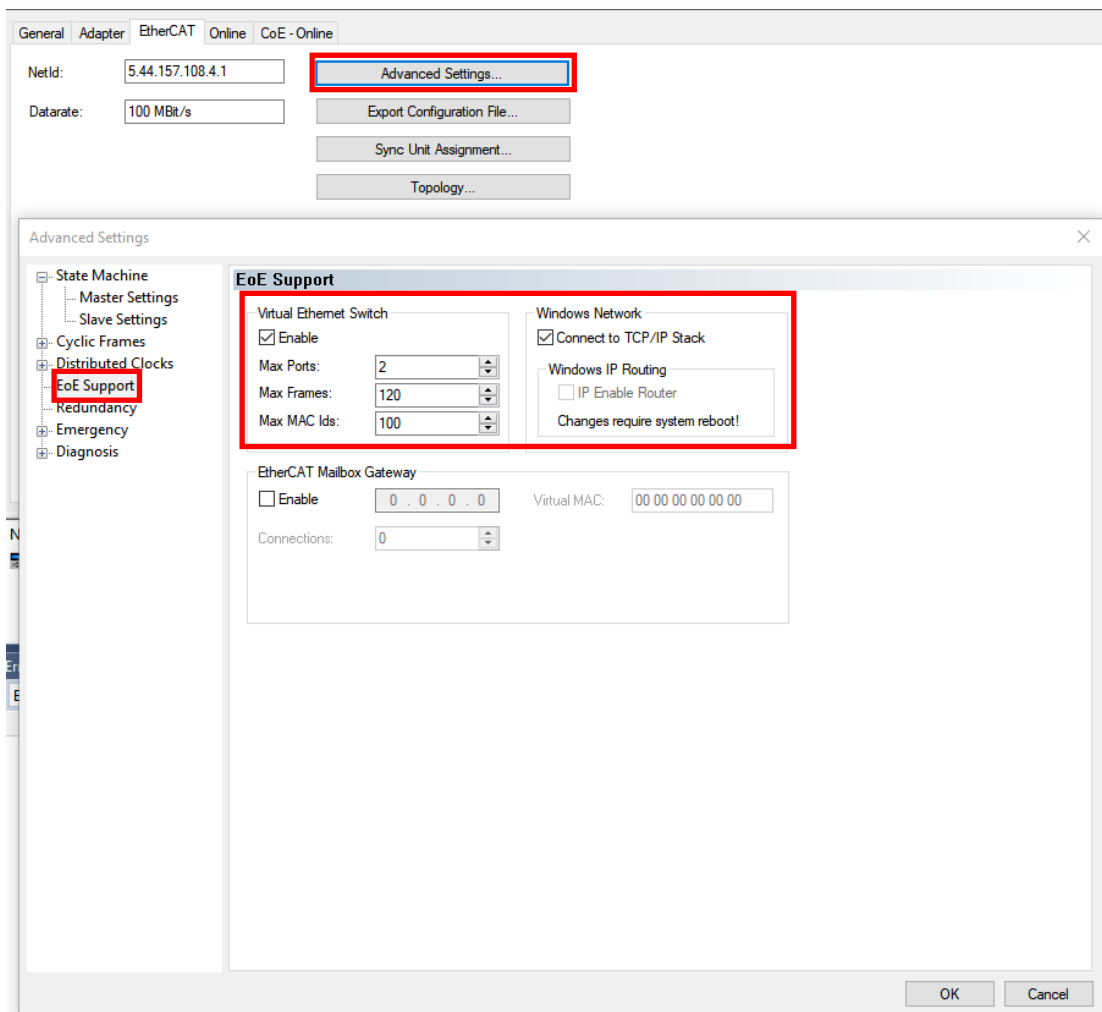 General Adapter EtherCAT Online CoE - Online
NetId: 5.44.157.108.4.1 Advanced Settings...
Datarate: 100 MBit/s Export Configuration File...
Sync Unit Assignment...
Topology...
Advanced Settings
State Machine
Master Settings
Slave Settings
Cyclic Frames
Distributed Clocks
EoE Support
Redundancy
Emergency
Diagnosis
EoE Support
Virtual Ethernet Switch
Enable
Max Ports: 2
Max Frames: 120
Max MAC Ids: 100
Windows Network
Connect to TCP/IP Stack
Windows IP Routing
IP Enable Router
Changes require system reboot!
EtherCAT Mailbox Gateway
Enable 0 . 0 . 0 . 0 Virtual MAC: 00 00 00 00 00 00
Connections: 0
OK Cancel